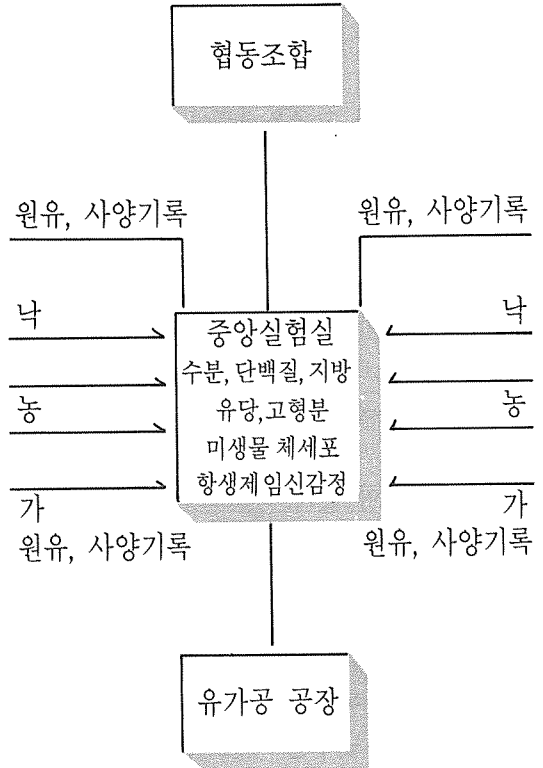 협동조합
원유, 사양기록
원유, 사양기록
낙
낙
중앙실험실
수분, 단백질, 지방
농
농
유당,고형분
미생물 체세포
항생제 임신감정
가
가
원유, 사양기록
원유, 사양기록
유가공 공장